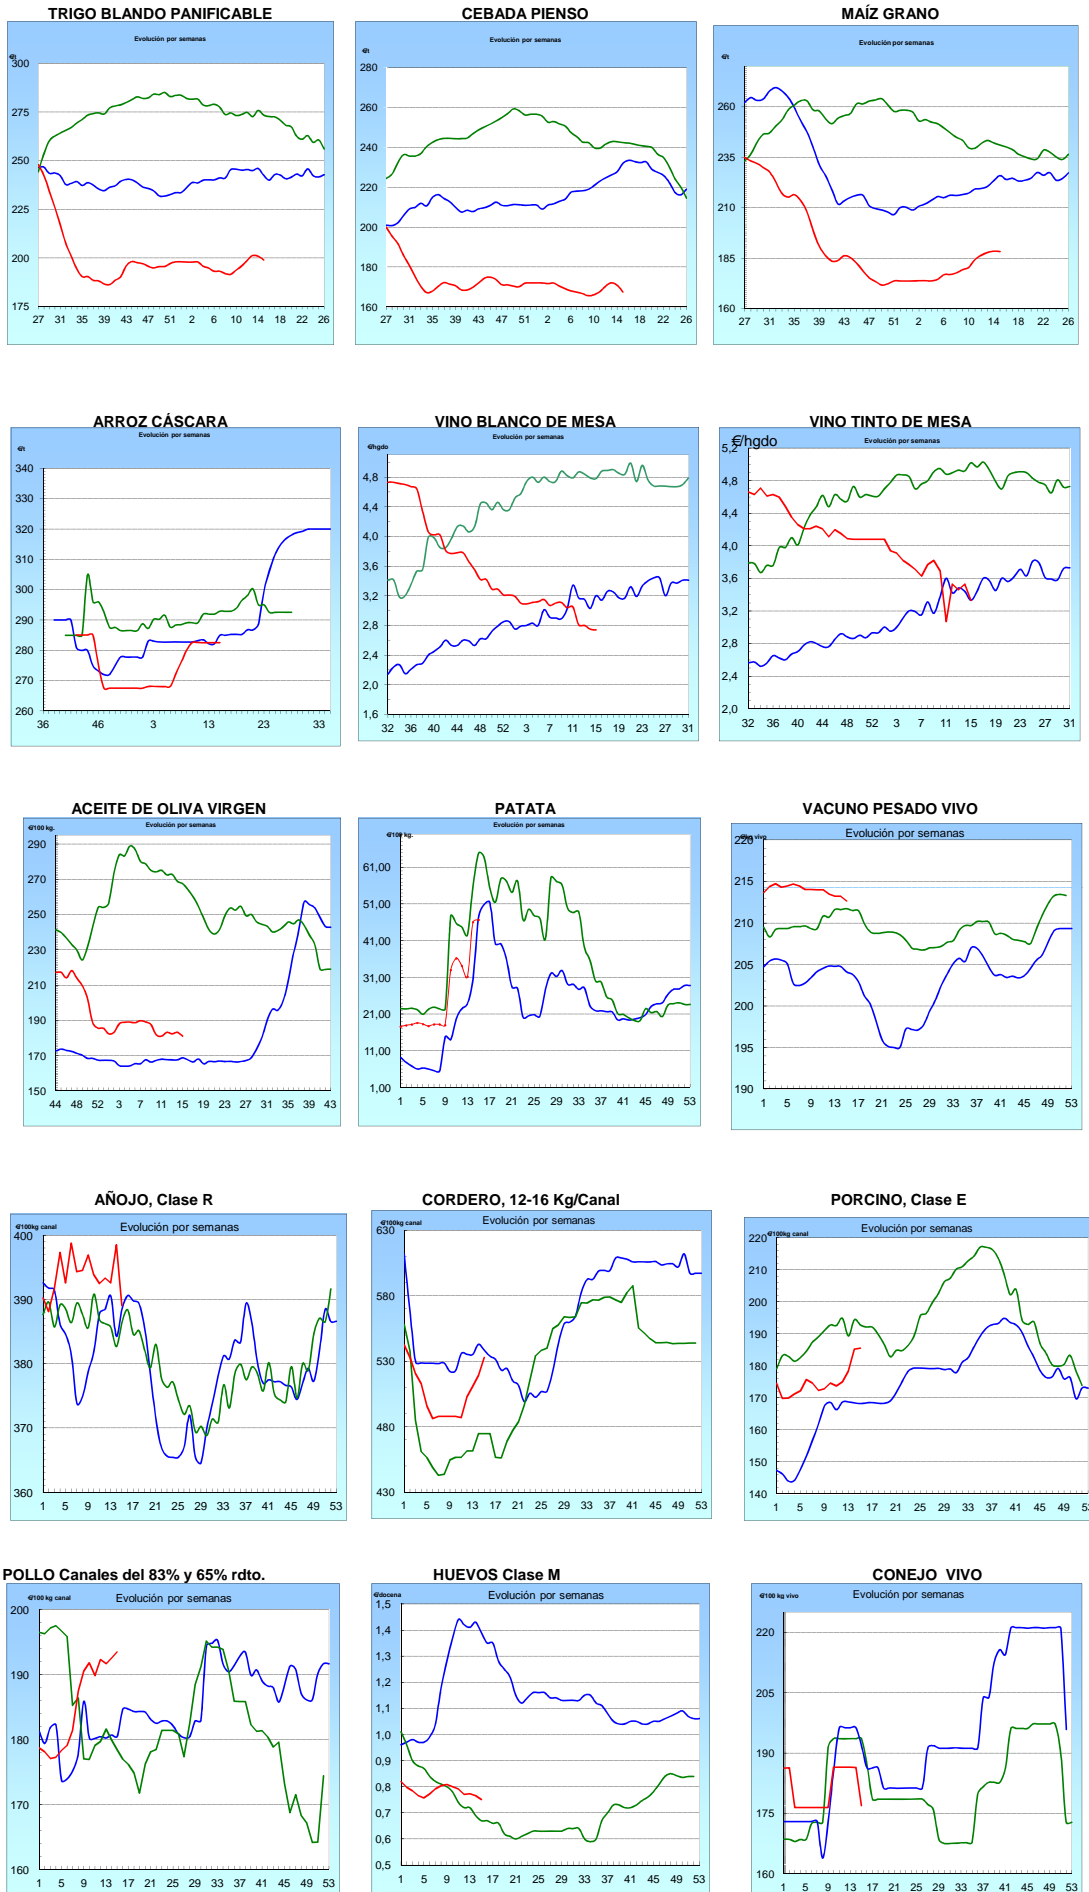 TRIGO BLANDO PANIFICABLE
Evolución por semanas
€/t
300
275
250
225
200
175
27 31 35 39 43 47 51 2 6 10 14 18 22 26
CEBADA PIENSO
Evolución por semanas
€/t
280
260
240
220
200
180
160
27 31 35 39 43 47 51 2 6 10 14 18 22 26
MAÍZ GRANO
Evolución por semanas
€/t
260
235
210
185
160
27 31 35 39 43 47 51 2 6 10 14 18 22 26
ARROZ CÁSCARA
Evolución por semanas
€/t
340
330
320
310
300
290
280
270
260
36 46 3 13 23 33
VINO BLANCO DE MESA
Evolución por semanas
€/hgdo
4,8
4,4
4,0
3,6
3,2
2,8
2,4
2,0
1,6
32 36 40 44 48 52 3 7 11 15 19 23 27 31
VINO TINTO DE MESA
€/hgdo
Evolución por semanas
5,2
4,8
4,4
4,0
3,6
3,2
2,8
2,4
2,0
32 36 40 44 48 52 3 7 11 15 19 23 27 31
ACEITE DE OLIVA VIRGEN
Evolución por semanas
€/100 kg.
290
270
250
230
210
190
170
150
44 48 52 3 7 11 15 19 23 27 31 35 39 43
PATATA
Evolución por semanas
€/100 kg.
61,00
51,00
41,00
31,00
21,00
11,00
1,00
1 5 9 13 17 21 25 29 33 37 41 45 49 53
VACUNO PESADO VIVO
Evolución por semanas
220
215
210
205
200
195
190
1 5 9 13 17 21 25 29 33 37 41 45 49 53
AÑOJO, Clase R
€/100kg canal
Evolución por semanas
400
390
380
370
360
1 5 9 13 17 21 25 29 33 37 41 45 49 53
CORDERO, 12-16 Kg/Canal
€/100kg canal
Evolución por semanas
630
580
530
480
430
1 5 9 13 17 21 25 29 33 37 41 45 49 53
PORCINO, Clase E
Evolución por semanas
€/100kg canal
220
210
200
190
180
170
160
150
140
1 5 9 13 17 21 25 29 33 37 41 45 49 53
POLLO Canales del 83% y 65% rdto.
€/100 kg canal
Evolución por semanas
200
190
180
170
160
1 5 9 13 17 21 25 29 33 37 41 45 49 53
HUEVOS Clase M
€/docena
Evolución por semanas
1,5
1,4
1,3
1,2
1,1
1,0
0,9
0,8
0,7
0,6
0,5
1 5 9 13 17 21 25 29 33 37 41 45 49 53
CONEJO VIVO
€/100 kg vivo
Evolución por semanas
220
205
190
175
160
1 5 9 13 17 21 25 29 33 37 41 45 49 53